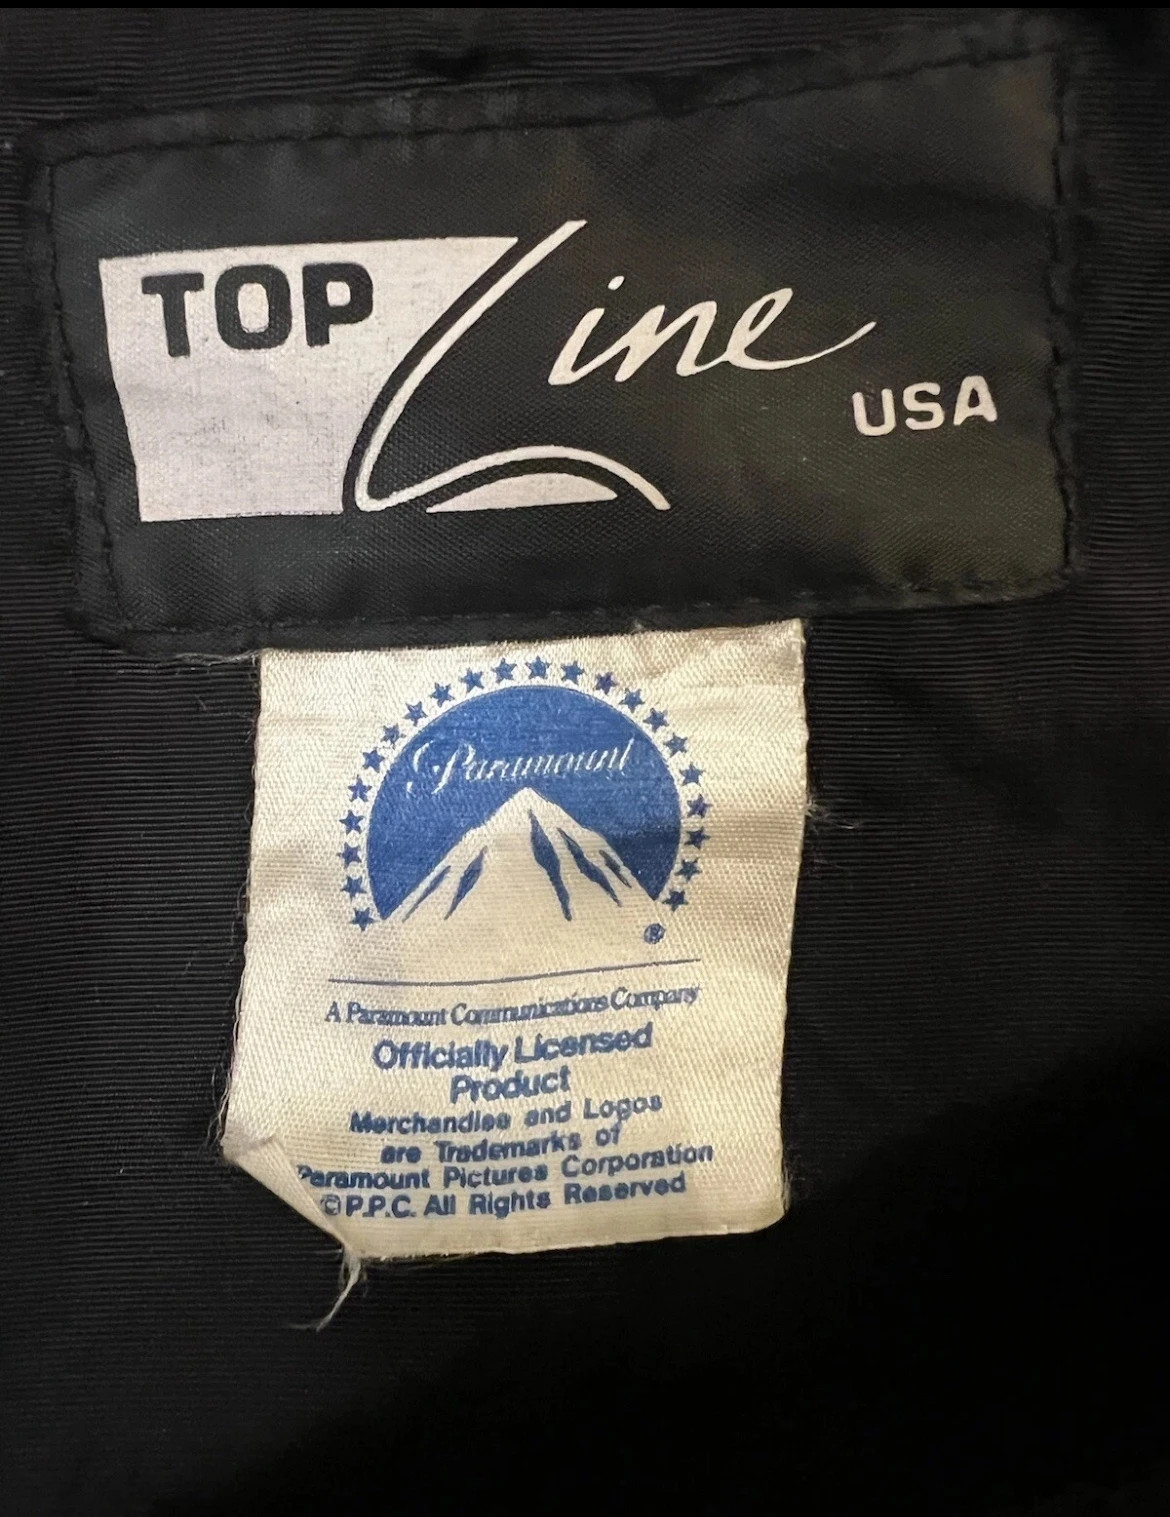 TOP Line
USA
Paramount
®
A Paramount Communications Company
Officially Licensed
Product
Merchandise and Logos
are Trademarks of
Paramount Pictures Corporation
©P.P.C. All Rights Reserved